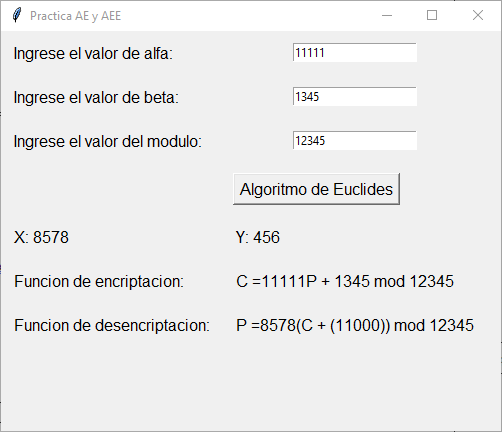 Practica AE y AEE
Ingrese el valor de alfa: 11111
Ingrese el valor de beta: 1345
Ingrese el valor del modulo: 12345
Algoritmo de Euclides
X: 8578 Y: 456
Funcion de encriptacion: C =11111P + 1345 mod 12345
Funcion de desencriptacion: P =8578(C + (11000)) mod 12345